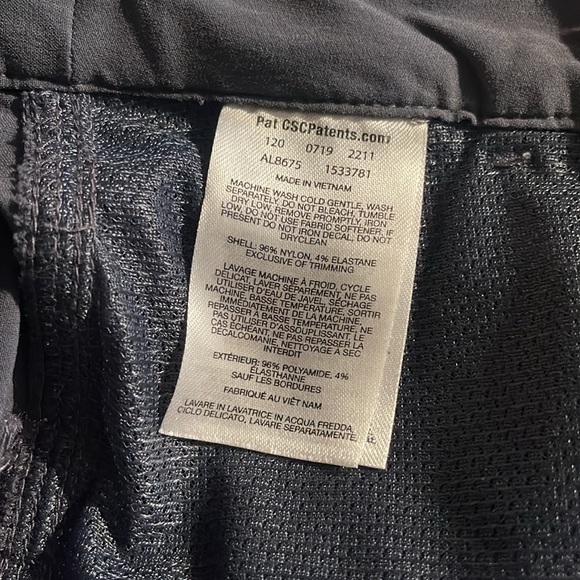 Pat CSCPatents.com
120 0719 2211
AL8675 1533781
MADE IN VIETNAM
MACHINE WASH COLD GENTLE, WASH
SEPARATELY, DO NOT BLEACH, TUMBLE
DRY LOW, REMOVE PROMPTLY, IRON
LOW, DO NOT USE FABRIC SOFTENER, IF
PRESENT DO NOT IRON DECAL, DO NOT
DRYCLEAN
SHELL: 96% NYLON, 4% ELASTANE
EXCLUSIVE OF TRIMMING
LAVAGE MACHINE À FROID, CYCLE
DÉLICAT, LAVER SÉPARÉMENT, NE PAS
UTILISER D'EAU DE JAVEL, SÉCHAGE
MACHINE, BASSE TEMPÉRATURE, SORTIR
IMMÉDIATEMENT DE LA MACHINE,
REPASSER À BASSE TEMPÉRATURE, NE
PAS UTILISER D'ASSOUPLISSANT, LE
CAS ÉCHÉANT, NE PAS REPASSER LA
DÉCALCOMANIE, NETTOYAGE A SEC
INTERDIT
EXTÉRIEUR: 96% POLYAMIDE, 4%
ÉLASTHANNE
SAUF LES BORDURES
FABRIQUÉ AU VIÊT NAM
LAVARE IN LAVATRICE IN ACQUA FREDDA,
CICLO DELICATO, LAVARE SEPARATAMENTE,